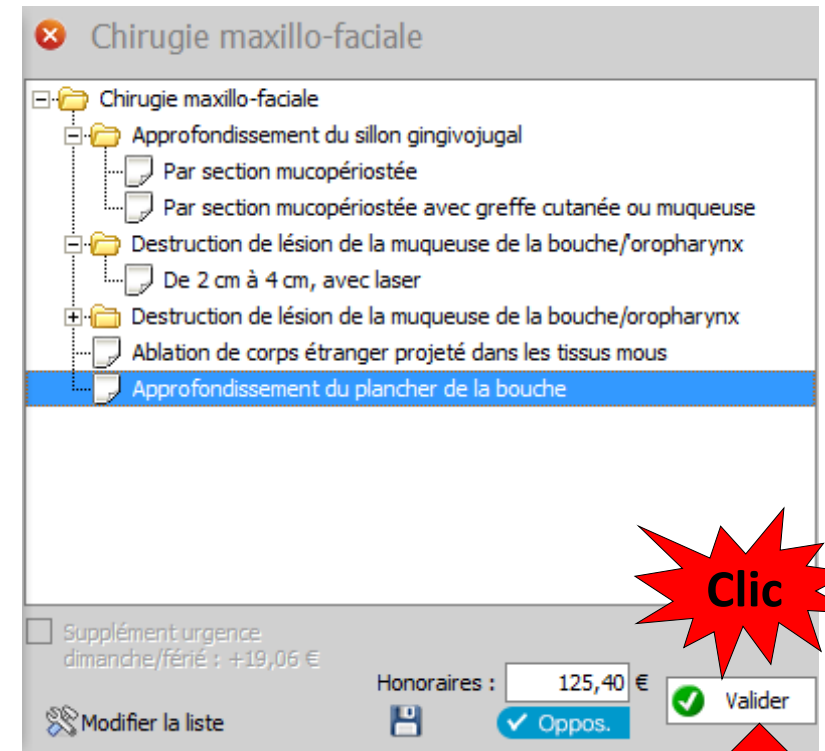 Chirugie maxillo-faciale
Chirugie maxillo-faciale
Approfondissement du sillon gingivojugal
Par section mucopériostée
Par section mucopériostée avec greffe cutanée ou muqueuse
Destruction de lésion de la muqueuse de la bouche/'oropharynx
De 2 cm à 4 cm, avec laser
Destruction de lésion de la muqueuse de la bouche/oropharynx
Ablation de corps étranger projeté dans les tissus mous
Approfondissement du plancher de la bouche
Clic
Supplément urgence
dimanche/férié : +19,06 €
Honoraires : 125,40 €
Valider
Modifier la liste
Oppos.